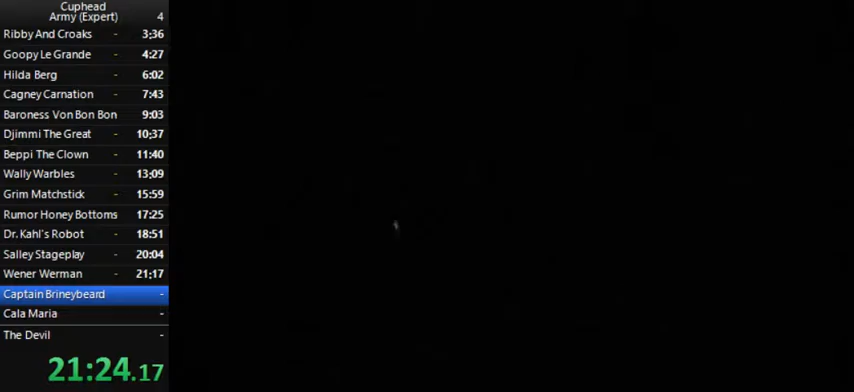 Cuphead
Army (Expert) 4
Ribby And Croaks - 3;36
Goopy Le Grande - 4:27
Hilda Berg - 6:02
Cagney Carnation - 7:43
Baroness Von Bon Bon 9:03
Djimmi The Great - 10;37
Beppi The Clown - 11:40
Wally Warbles - 13;09
Grim Matchstick - 15:59
Rumor Honey Bottoms 17:25
Dr. Kahl's Robot - 18:51
Salley Stageplay - 20:04
Wener Werman - 21;17
Captain Brineybeard -
Cala Maria -
The Devil -
21:24.17